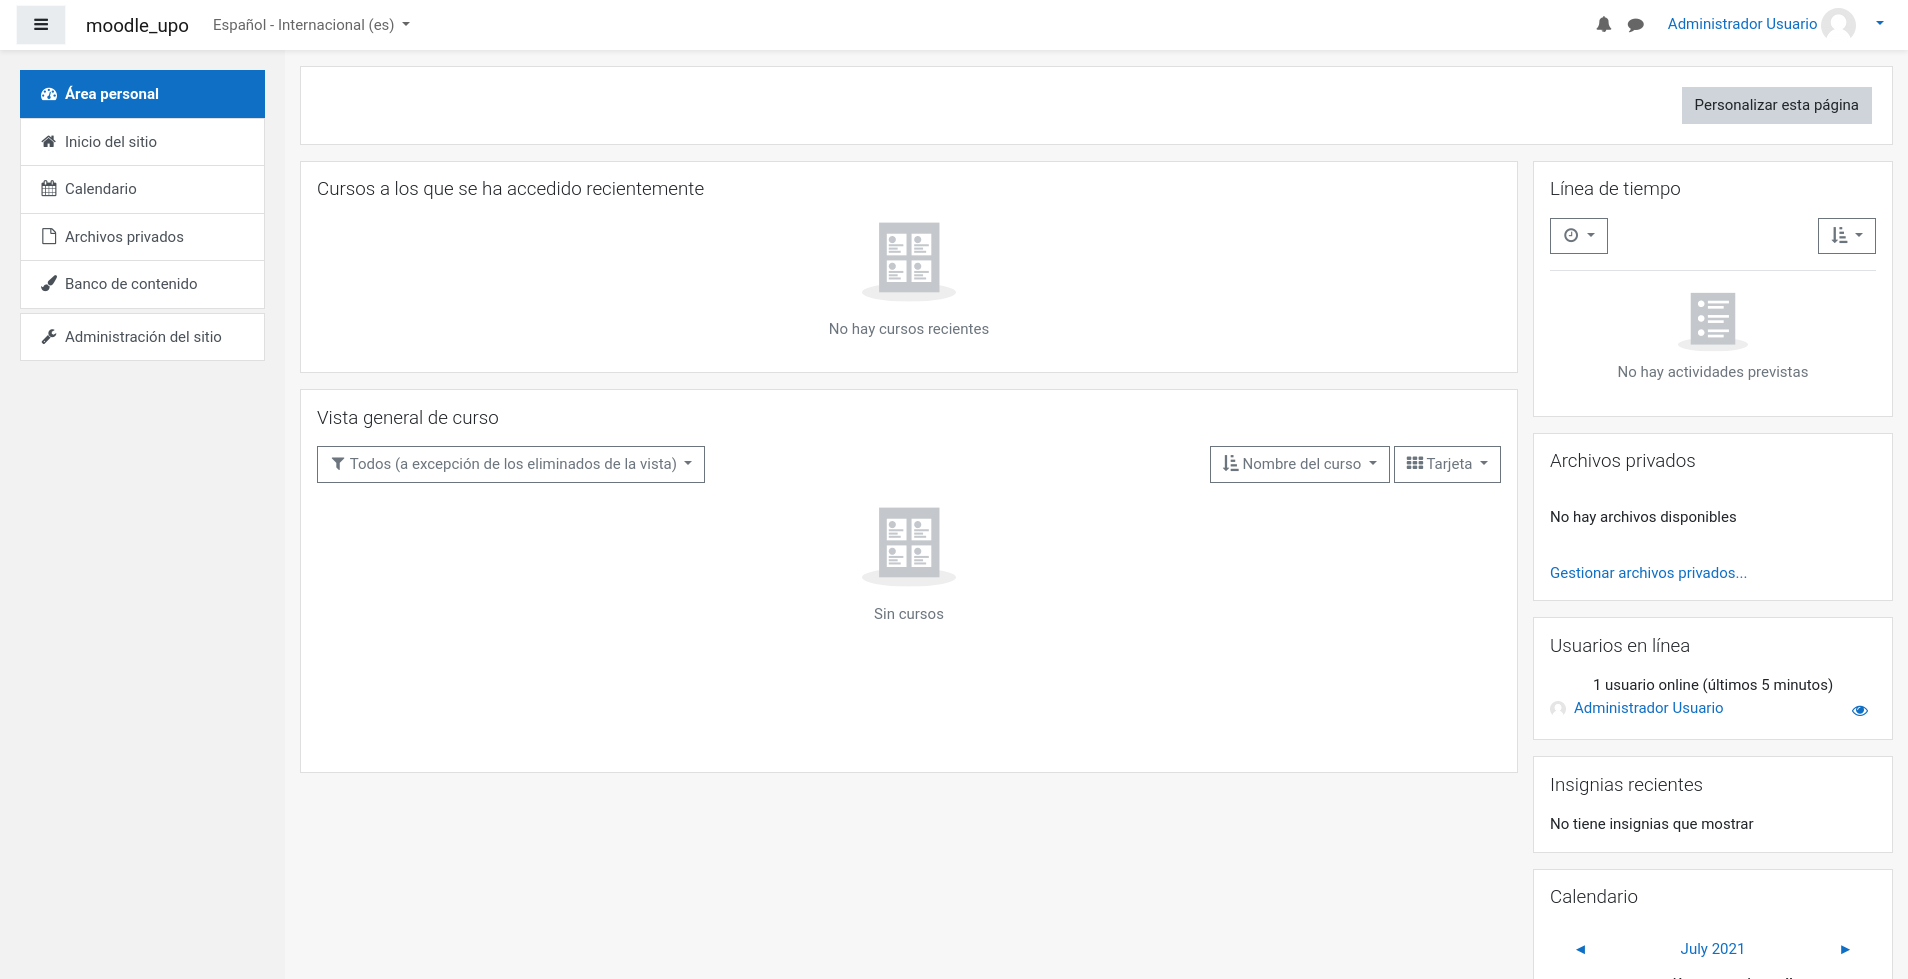 moodle_upo
Español - Internacional (es)
Administrador Usuario
Área personal
Inicio del sitio
Calendario
Archivos privados
Banco de contenido
Administración del sitio
Personalizar esta página
Cursos a los que se ha accedido recientemente
No hay cursos recientes
Vista general de curso
Todos (a excepción de los eliminados de la vista)
Nombre del curso
Tarjeta
Sin cursos
Línea de tiempo
No hay actividades previstas
Archivos privados
No hay archivos disponibles
Gestionar archivos privados...
Usuarios en línea
1 usuario online (últimos 5 minutos)
Administrador Usuario
Insignias recientes
No tiene insignias que mostrar
Calendario
◄ July 2021 ►